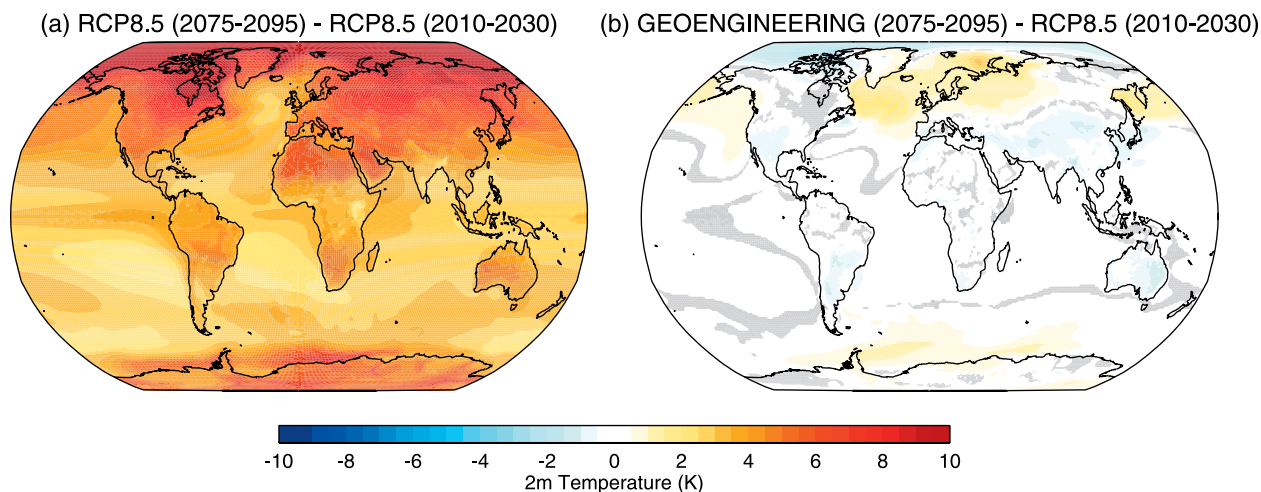 (a) RCP8.5 (2075-2095) - RCP8.5 (2010-2030)
(b) GEOENGINEERING (2075-2095) - RCP8.5 (2010-2030)
-10 -8 -6 -4 -2 0 2 4 6 8 10
2m Temperature (K)